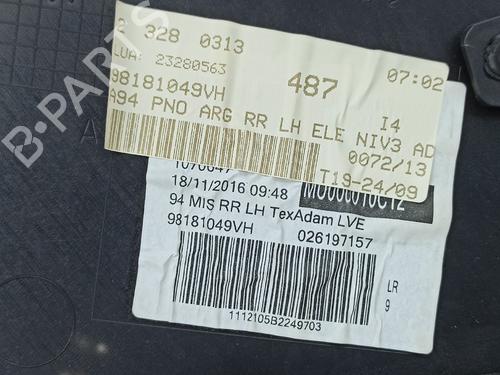 328 0313
LUA: 23280563
98181049VH
487
07:02
I4
A94 PNO ARG RR LH ELE NIV3 AD
0072/13
T19-24/09
18/11/2016 09:48
94 MIS RR LH TexAdam LVE
98181049VH
026197157
1112105B2249703
LR
9
B-PARTS